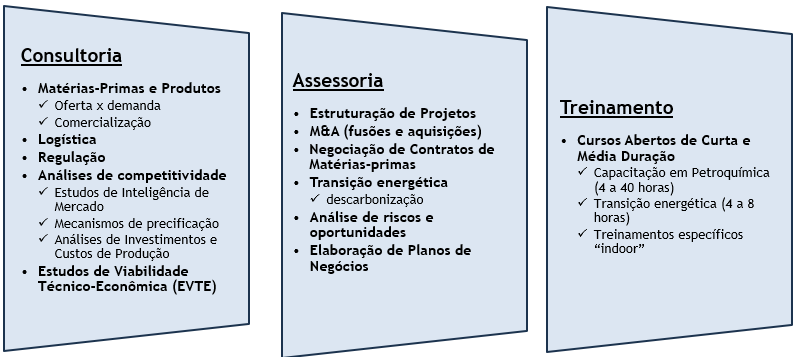 Consultoria
• Matérias-Primas e Produtos
✓ Oferta x demanda
✓ Comercialização
• Logística
• Regulação
• Análises de competitividade
✓ Estudos de Inteligência de
Mercado
✓ Mecanismos de precificação
✓ Análises de Investimentos e
Custos de Produção
• Estudos de Viabilidade
Técnico-Econômica (EVTE)
Assessoria
• Estruturação de Projetos
• M&A (fusões e aquisições)
• Negociação de Contratos de
Matérias-primas
• Transição energética
✓ descarbonização
• Análise de riscos e
oportunidades
• Elaboração de Planos de
Negócios
Treinamento
• Cursos Abertos de Curta e
Média Duração
✓ Capacitação em Petroquímica
(4 a 40 horas)
✓ Transição energética (4 a 8
horas)
✓ Treinamentos específicos
“indoor”